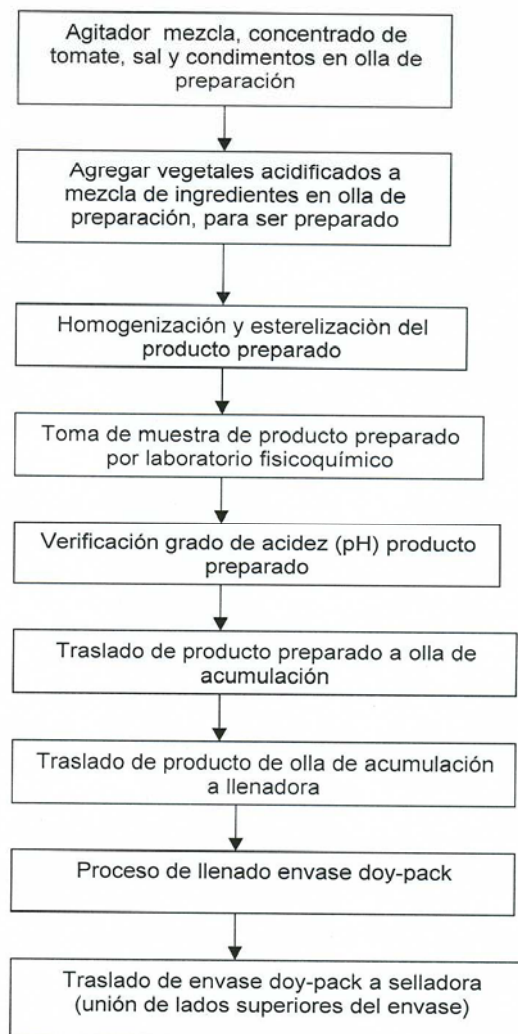 Agitador mezcla, concentrado de
tomate, sal y condimentos en olla de
preparación
Agregar vegetales acidificados a
mezcla de ingredientes en olla de
preparación, para ser preparado
Homogenización y esterelizaciòn del
producto preparado
Toma de muestra de producto preparado
por laboratorio fisicoquímico
Verificación grado de acidez (pH) producto
preparado
Traslado de producto preparado a olla de
acumulación
Traslado de producto de olla de acumulación
a llenadora
Proceso de llenado envase doy-pack
Traslado de envase doy-pack a selladora
(unión de lados superiores del envase)